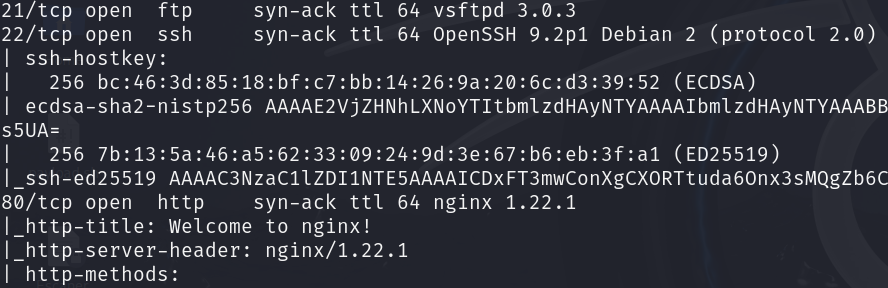 21/tcp open  ftp     syn-ack ttl 64 vsftpd 3.0.3
22/tcp open  ssh     syn-ack ttl 64 OpenSSH 9.2p1 Debian 2 (protocol 2.0)
| ssh-hostkey:
|   256 bc:46:3d:85:18:bf:c7:bb:14:26:9a:20:6c:d3:39:52 (ECDSA)
| ecdsa-sha2-nistp256 AAAAE2VjZHNhLXNoYTItbmlzdHAyNTYAAAAIbmlzdHAyNTYAAABB
s5UA=
|   256 7b:13:5a:46:a5:62:33:09:24:9d:3e:67:b6:eb:3f:a1 (ED25519)
|_ssh-ed25519 AAAAC3NzaC1lZDI1NTE5AAAAICDxFT3mwConXgCXORTtuda6Onx3sMQgZb6C
80/tcp open  http    syn-ack ttl 64 nginx 1.22.1
|_http-title: Welcome to nginx!
|_http-server-header: nginx/1.22.1
| http-methods: